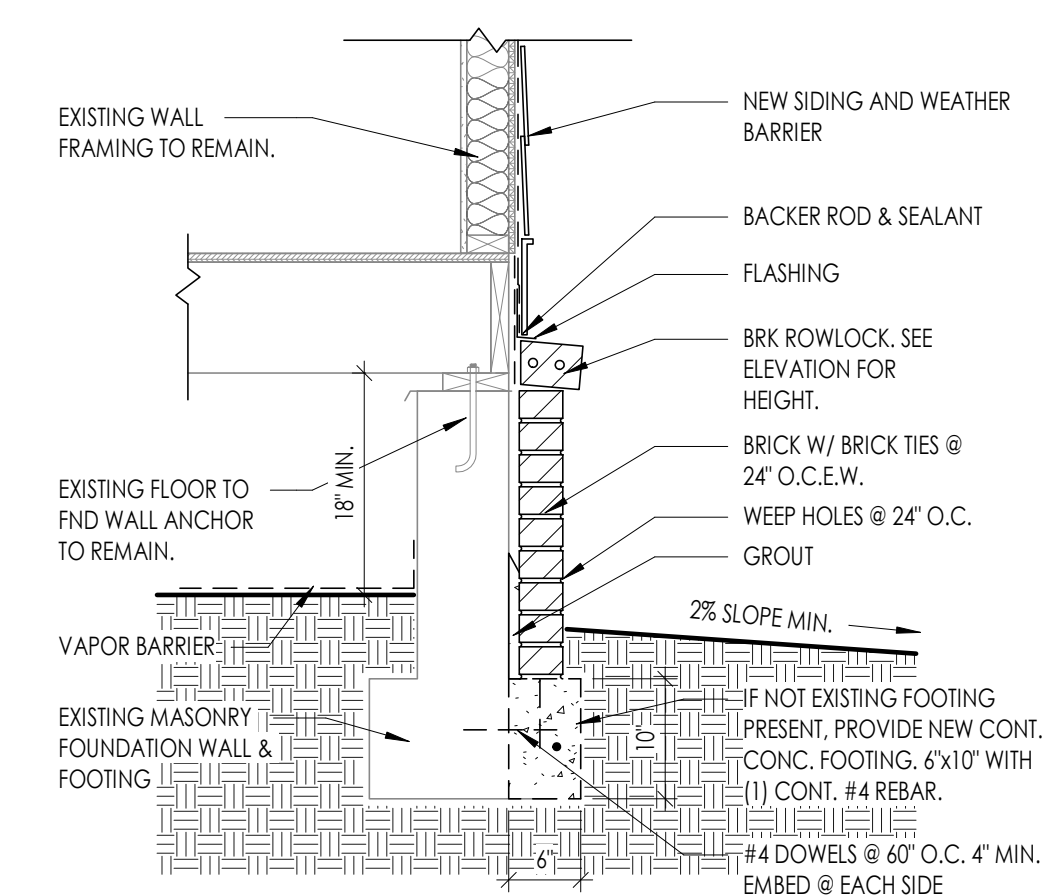 EXISTING WALL
FRAMING TO REMAIN.
EXISTING FLOOR TO
FND WALL ANCHOR
TO REMAIN.
18" MIN.
VAPOR BARRIER
EXISTING MASONRY
FOUNDATION WALL &
FOOTING
NEW SIDING AND WEATHER
BARRIER
BACKER ROD & SEALANT
FLASHING
BRK ROWLOCK. SEE
ELEVATION FOR
HEIGHT.
BRICK W/ BRICK TIES @
24" O.C.E.W.
WEEP HOLES @ 24" O.C.
GROUT
2% SLOPE MIN.
IF NOT EXISTING FOOTING
PRESENT, PROVIDE NEW CONT.
CONC. FOOTING. 6"x10" WITH
(1) CONT. #4 REBAR.
10"
6"
#4 DOWELS @ 60" O.C. 4" MIN.
EMBED @ EACH SIDE